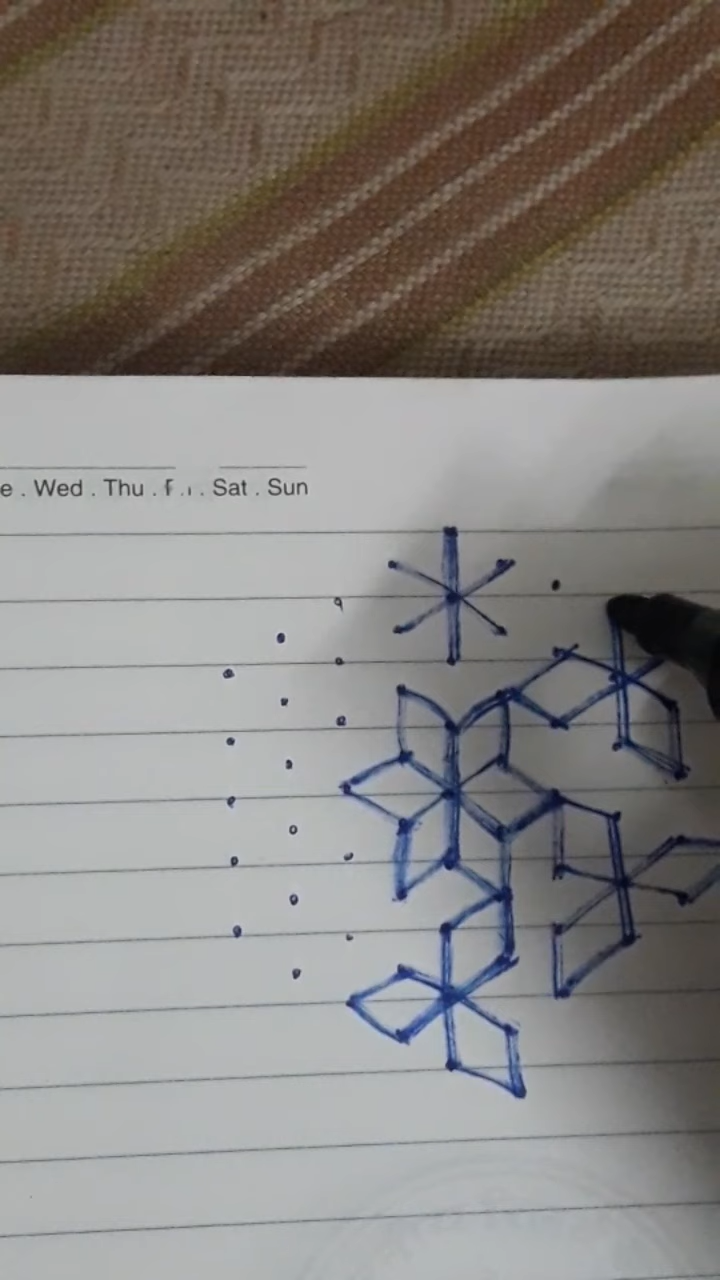 e . Wed . Thu . F . . Sat . Sun